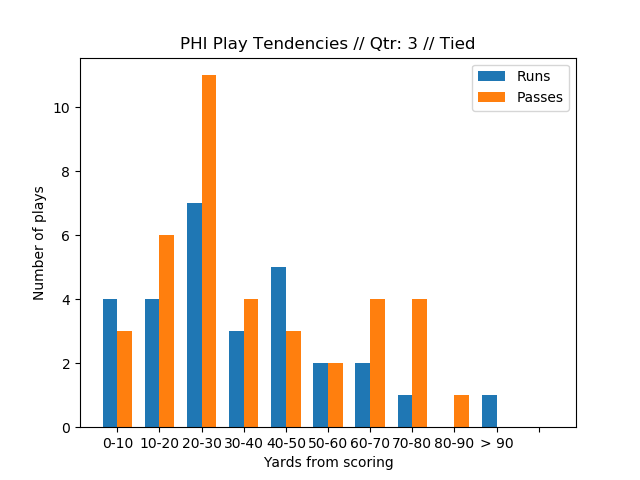 PHI Play Tendencies // Qtr: 3 // Tied
Runs
Passes
Number of plays
10
8
6
4
2
0
0-10 10-20 20-30 30-40 40-50 50-60 60-70 70-80 80-90 > 90
Yards from scoring